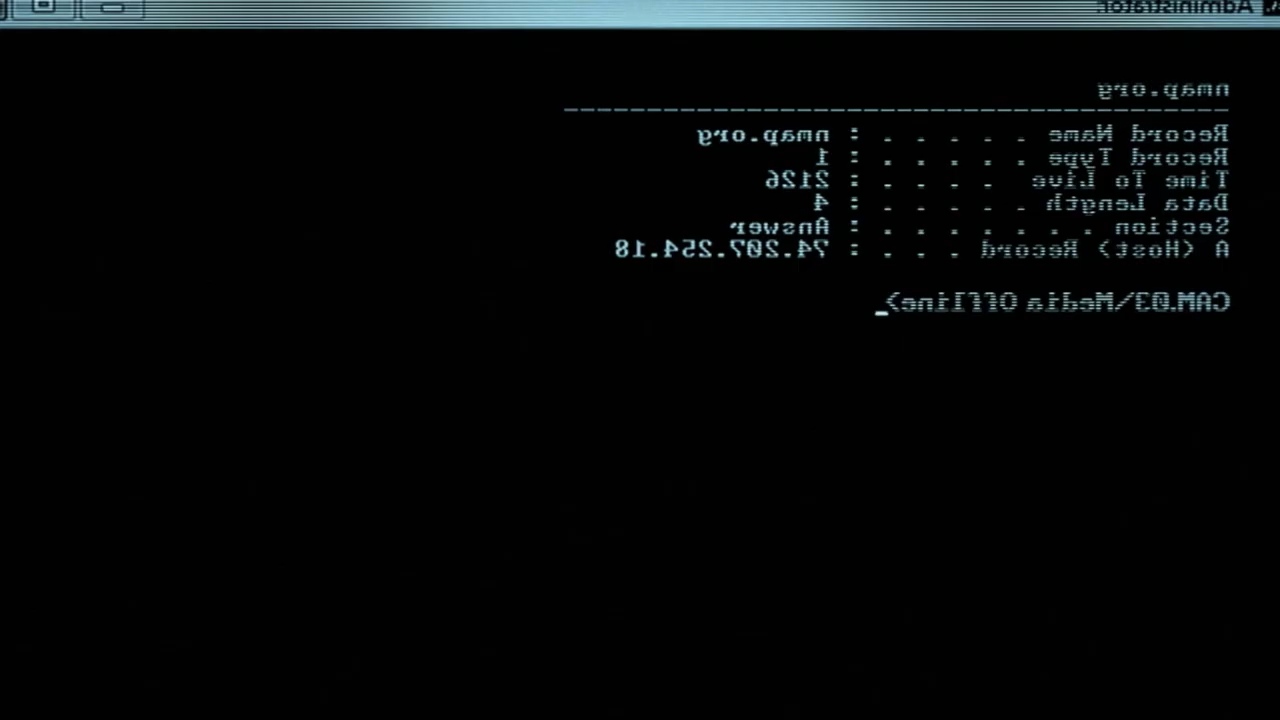 Administrator:
nmap.org
----------------------------------------
Record Name . . . . . : nmap.org
Record Type . . . . . : 1
Time To Live  . . . . : 2126
Data Length . . . . . : 4
Section . . . . . . . : Answer
A (Host) Record . . . : 74.207.254.18
CAM.03\Media Offline>_